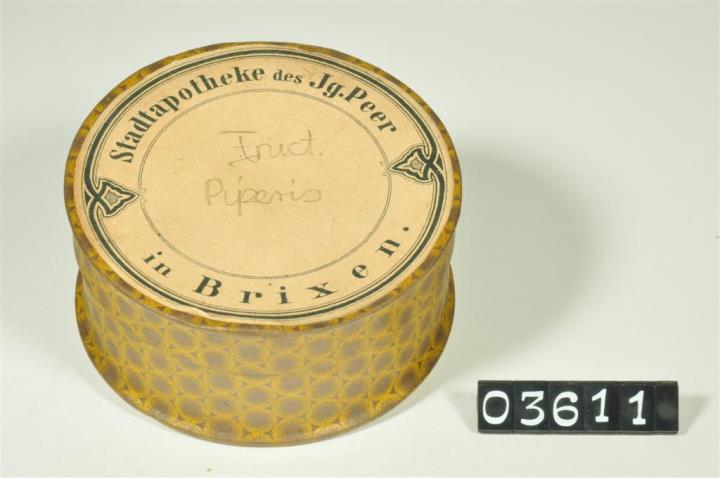 Stadtapotheke des Jg. Peer
Fruct.
Piperis
in Brixen.
03611